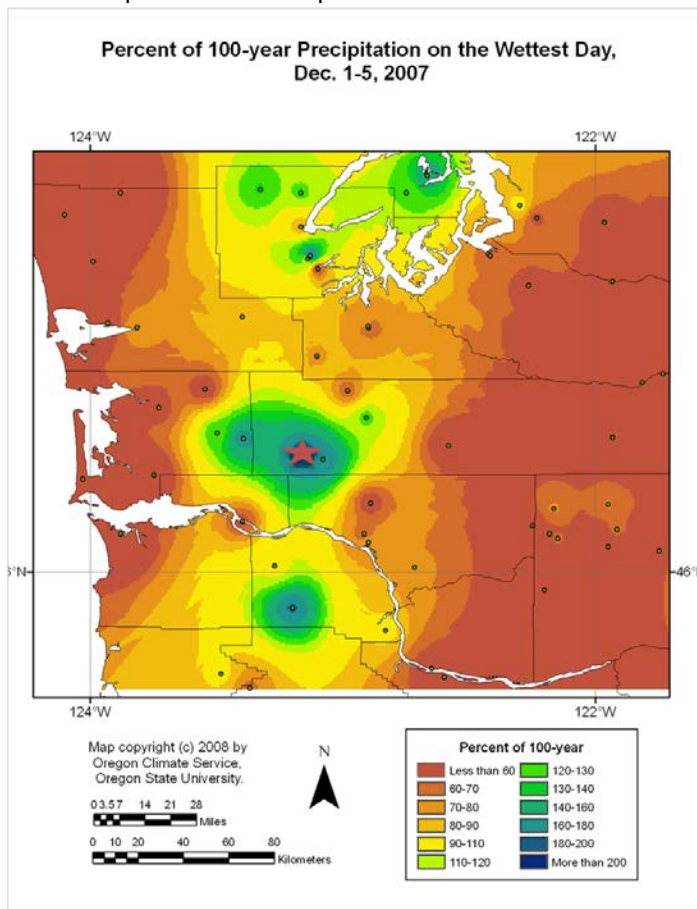 Percent of 100-year Precipitation on the Wettest Day,
Dec. 1-5, 2007
124°W
122°W
46°N
124°W
122°W
Map copyright (c) 2008 by
Oregon Climate Service,
Oregon State University.
0 3.5 7 14 21 28
Miles
0 10 20 40 60 80
Kilometers
N
Percent of 100-year
Less than 60
60-70
70-80
80-90
90-110
110-120
120-130
130-140
140-160
160-180
180-200
More than 200